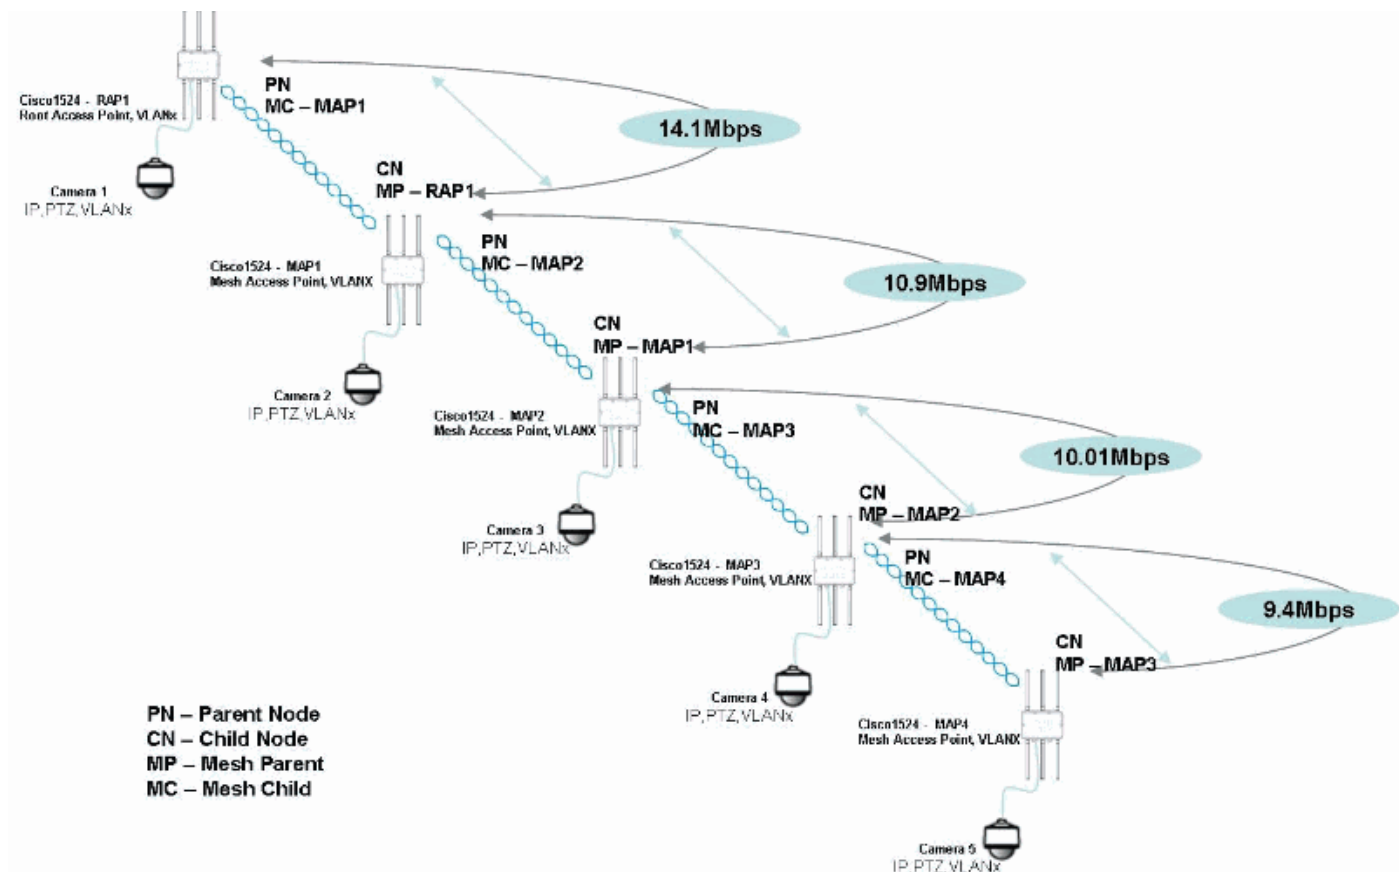 PN
MC – MAP1
Cisco1524 - RAP1
Root Access Point, VLANx
14.1Mbps
Camera 1
IP,PTZ,VLANx
CN
MP – RAP1
PN
MC – MAP2
Cisco1524 - MAP1
Mesh Access Point, VLANX
10.9Mbps
CN
MP – MAP1
Camera 2
IP,PTZ,VLANx
PN
MC – MAP3
Cisco1524 - MAP2
Mesh Access Point, VLANX
10.01Mbps
CN
MP – MAP2
Camera 3
IP,PTZ,VLANx
PN
MC – MAP4
Cisco1524 - MAP3
Mesh Access Point, VLANX
9.4Mbps
CN
MP – MAP3
Camera 4
IP,PTZ,VLANx
Cisco1524 - MAP4
Mesh Access Point, VLANX
PN – Parent Node
CN – Child Node
MP – Mesh Parent
MC – Mesh Child
Camera 5
IP,PTZ,VLANx